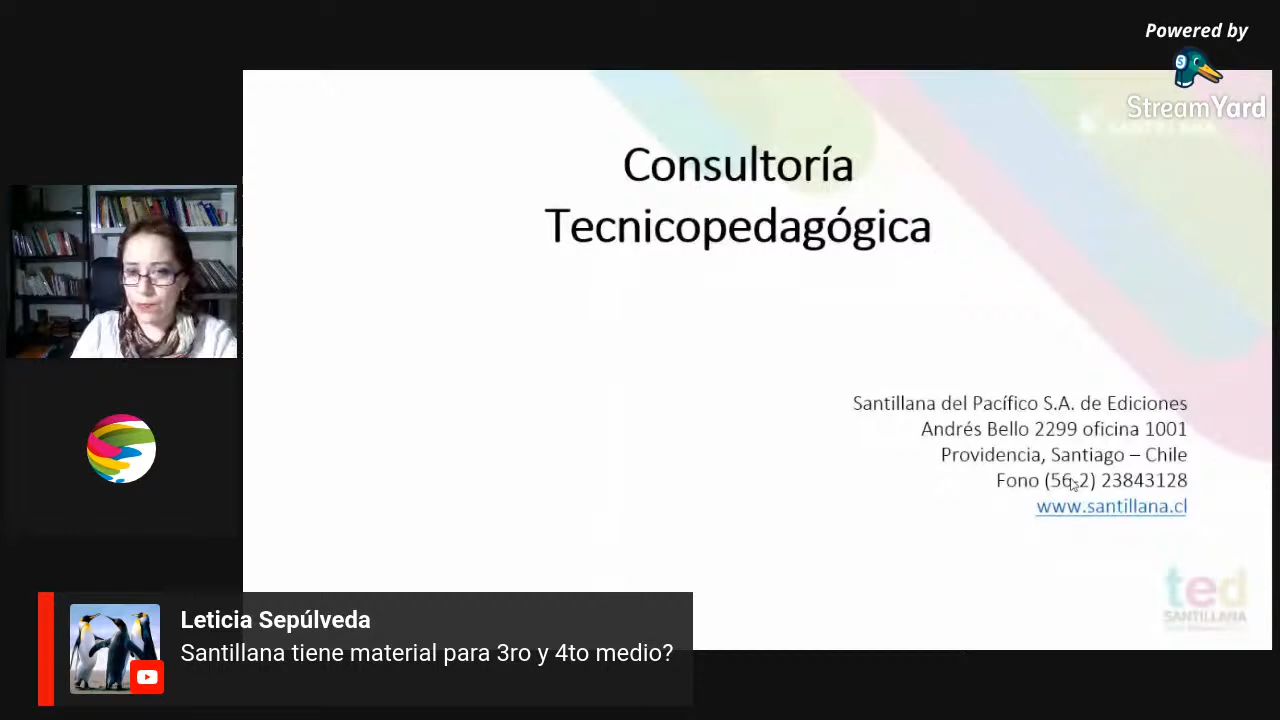 Powered by
StreamYard
Consultoría
Tecnicopedagógica
Santillana del Pacífico S.A. de Ediciones
Andrés Bello 2299 oficina 1001
Providencia, Santiago – Chile
Fono (56-2) 23843128
www.santillana.cl
ted
SANTILLANA
Leticia Sepúlveda
Santillana tiene material para 3ro y 4to medio?